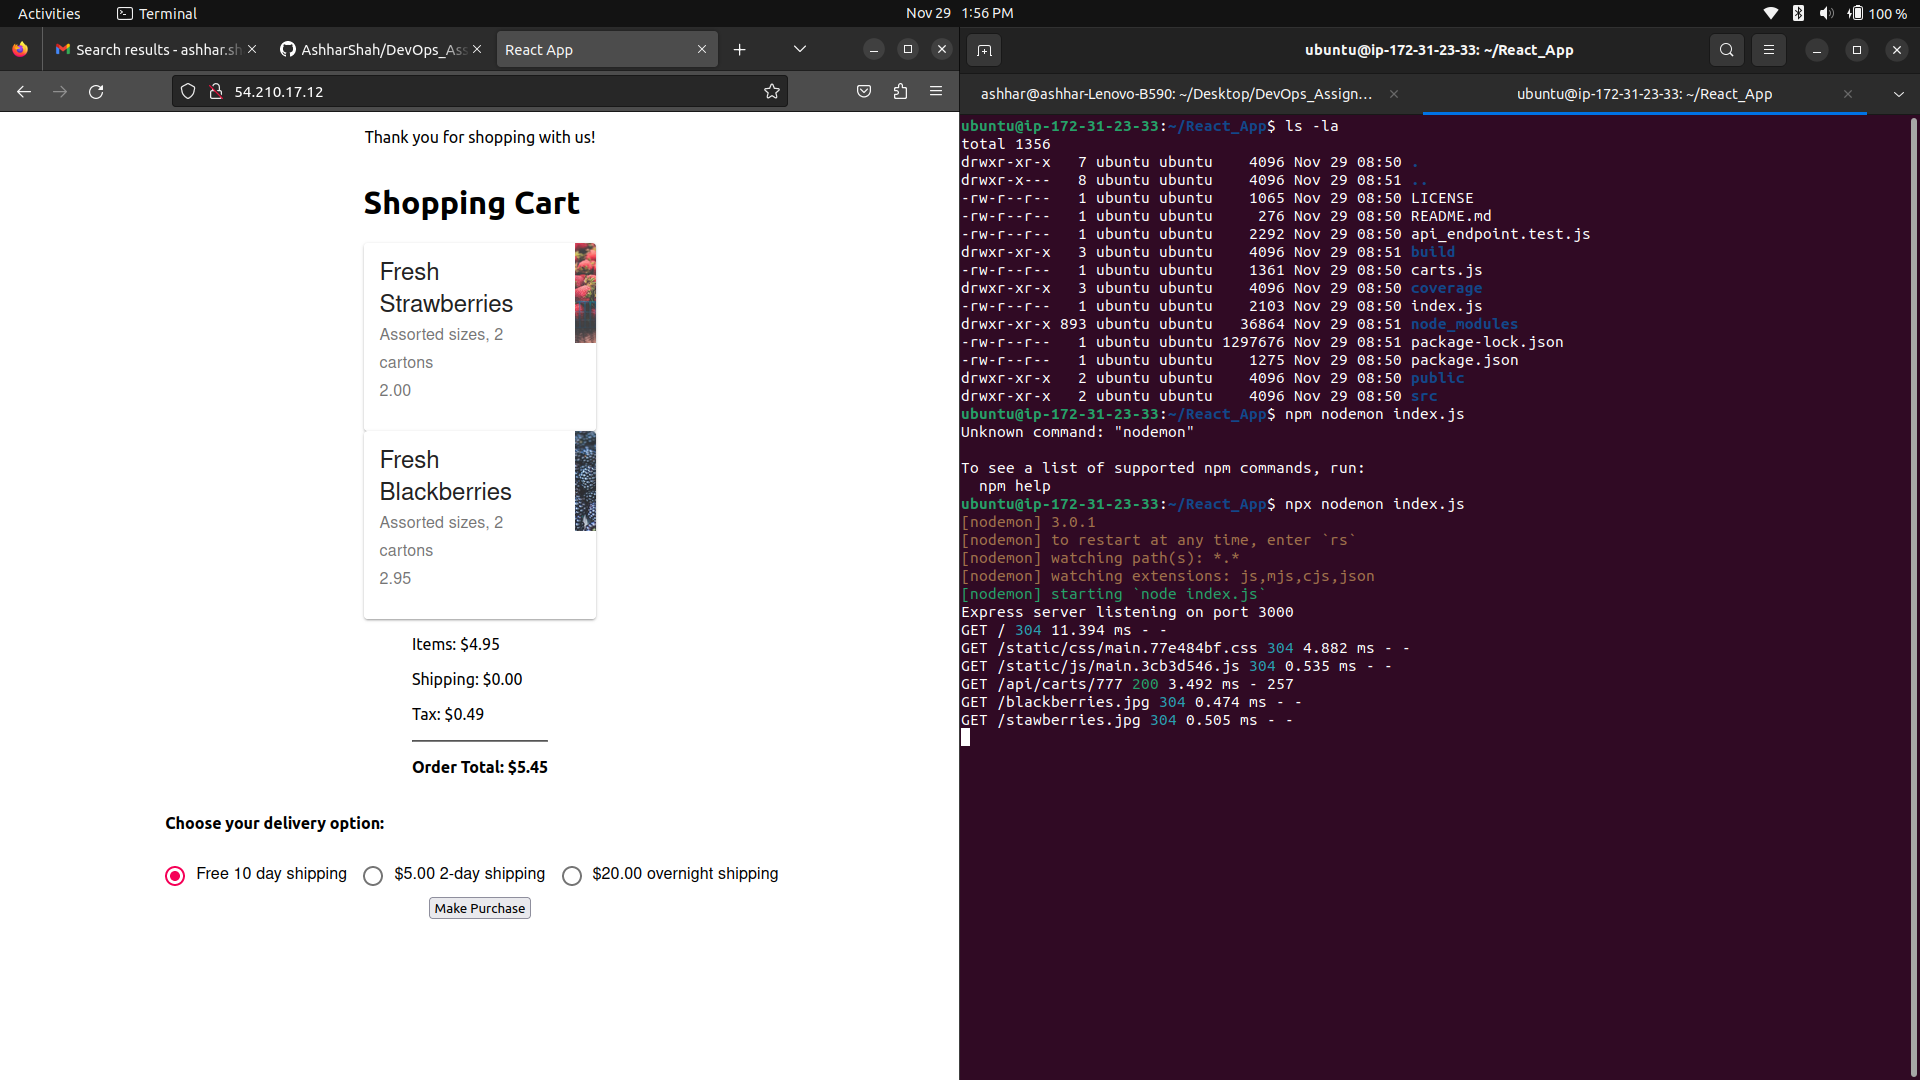 Activities
Terminal
Nov 29 1:56 PM
100 %
Search results - ashhar.sh
AshharShah/DevOps_Ass
React App
54.210.17.12
Thank you for shopping with us!
Shopping Cart
Fresh
Strawberries
Assorted sizes, 2
cartons
2.00
Fresh
Blackberries
Assorted sizes, 2
cartons
2.95
Items: $4.95
Shipping: $0.00
Tax: $0.49
Order Total: $5.45
Choose your delivery option:
Free 10 day shipping
$5.00 2-day shipping
$20.00 overnight shipping
Make Purchase
ubuntu@ip-172-31-23-33: ~/React_App
ashhar@ashhar-Lenovo-B590: ~/Desktop/DevOps_Assign...
ubuntu@ip-172-31-23-33: ~/React_App
ubuntu@ip-172-31-23-33:~/React_App$ ls -la
total 1356
drwxr-xr-x   7 ubuntu ubuntu    4096 Nov 29 08:50 .
drwxr-x---   8 ubuntu ubuntu    4096 Nov 29 08:51 ..
-rw-r--r--   1 ubuntu ubuntu    1065 Nov 29 08:50 LICENSE
-rw-r--r--   1 ubuntu ubuntu     276 Nov 29 08:50 README.md
-rw-r--r--   1 ubuntu ubuntu    2292 Nov 29 08:50 api_endpoint.test.js
drwxr-xr-x   3 ubuntu ubuntu    4096 Nov 29 08:51 build
-rw-r--r--   1 ubuntu ubuntu    1361 Nov 29 08:50 carts.js
drwxr-xr-x   3 ubuntu ubuntu    4096 Nov 29 08:50 coverage
-rw-r--r--   1 ubuntu ubuntu    2103 Nov 29 08:50 index.js
drwxr-xr-x 893 ubuntu ubuntu   36864 Nov 29 08:51 node_modules
-rw-r--r--   1 ubuntu ubuntu 1297676 Nov 29 08:51 package-lock.json
-rw-r--r--   1 ubuntu ubuntu    1275 Nov 29 08:50 package.json
drwxr-xr-x   2 ubuntu ubuntu    4096 Nov 29 08:50 public
drwxr-xr-x   2 ubuntu ubuntu    4096 Nov 29 08:50 src
ubuntu@ip-172-31-23-33:~/React_App$ npm nodemon index.js
Unknown command: "nodemon"
To see a list of supported npm commands, run:
  npm help
ubuntu@ip-172-31-23-33:~/React_App$ npx nodemon index.js
[nodemon] 3.0.1
[nodemon] to restart at any time, enter `rs`
[nodemon] watching path(s): *.*
[nodemon] watching extensions: js,mjs,cjs,json
[nodemon] starting `node index.js`
Express server listening on port 3000
GET / 304 11.394 ms - -
GET /static/css/main.77e484bf.css 304 4.882 ms - -
GET /static/js/main.3cb3d546.js 304 0.535 ms - -
GET /api/carts/777 200 3.492 ms - 257
GET /blackberries.jpg 304 0.474 ms - -
GET /stawberries.jpg 304 0.505 ms - -